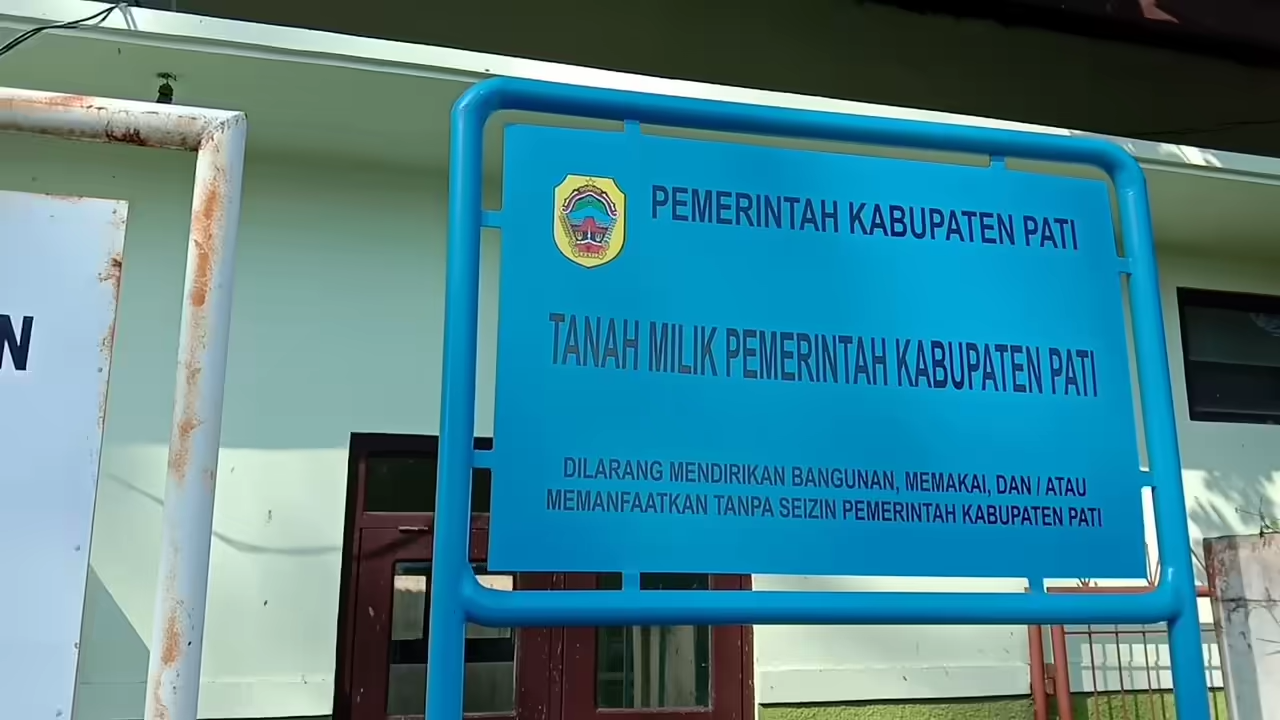 N
PEMERINTAH KABUPATEN PATI
TANAH MILIK PEMERINTAH KABUPATEN PATI
DILARANG MENDIRIKAN BANGUNAN, MEMAKAI, DAN / ATAU
MEMANFAATKAN TANPA SEIZIN PEMERINTAH KABUPATEN PATI